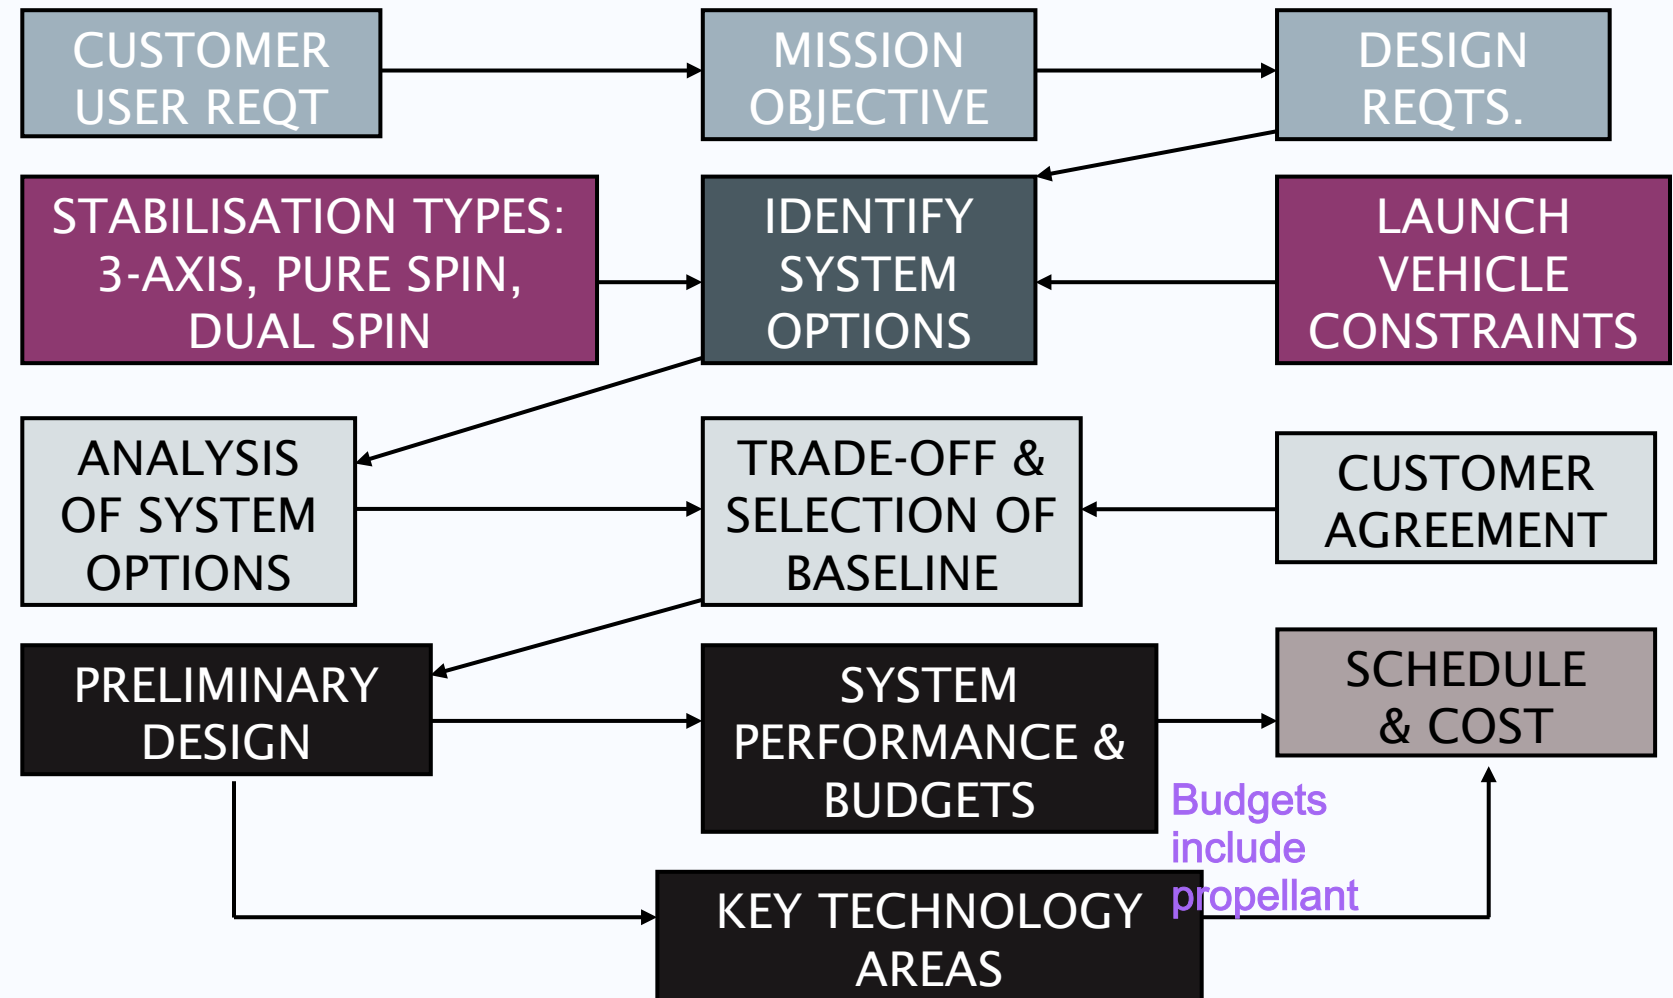 CUSTOMER
USER REQT
MISSION
OBJECTIVE
DESIGN
REQTS.
STABILISATION TYPES:
3-AXIS, PURE SPIN,
DUAL SPIN
IDENTIFY
SYSTEM
OPTIONS
LAUNCH
VEHICLE
CONSTRAINTS
ANALYSIS
OF SYSTEM
OPTIONS
TRADE-OFF &
SELECTION OF
BASELINE
CUSTOMER
AGREEMENT
PRELIMINARY
DESIGN
SYSTEM
PERFORMANCE &
BUDGETS
SCHEDULE
& COST
Budgets
include
propellant
KEY TECHNOLOGY
AREAS